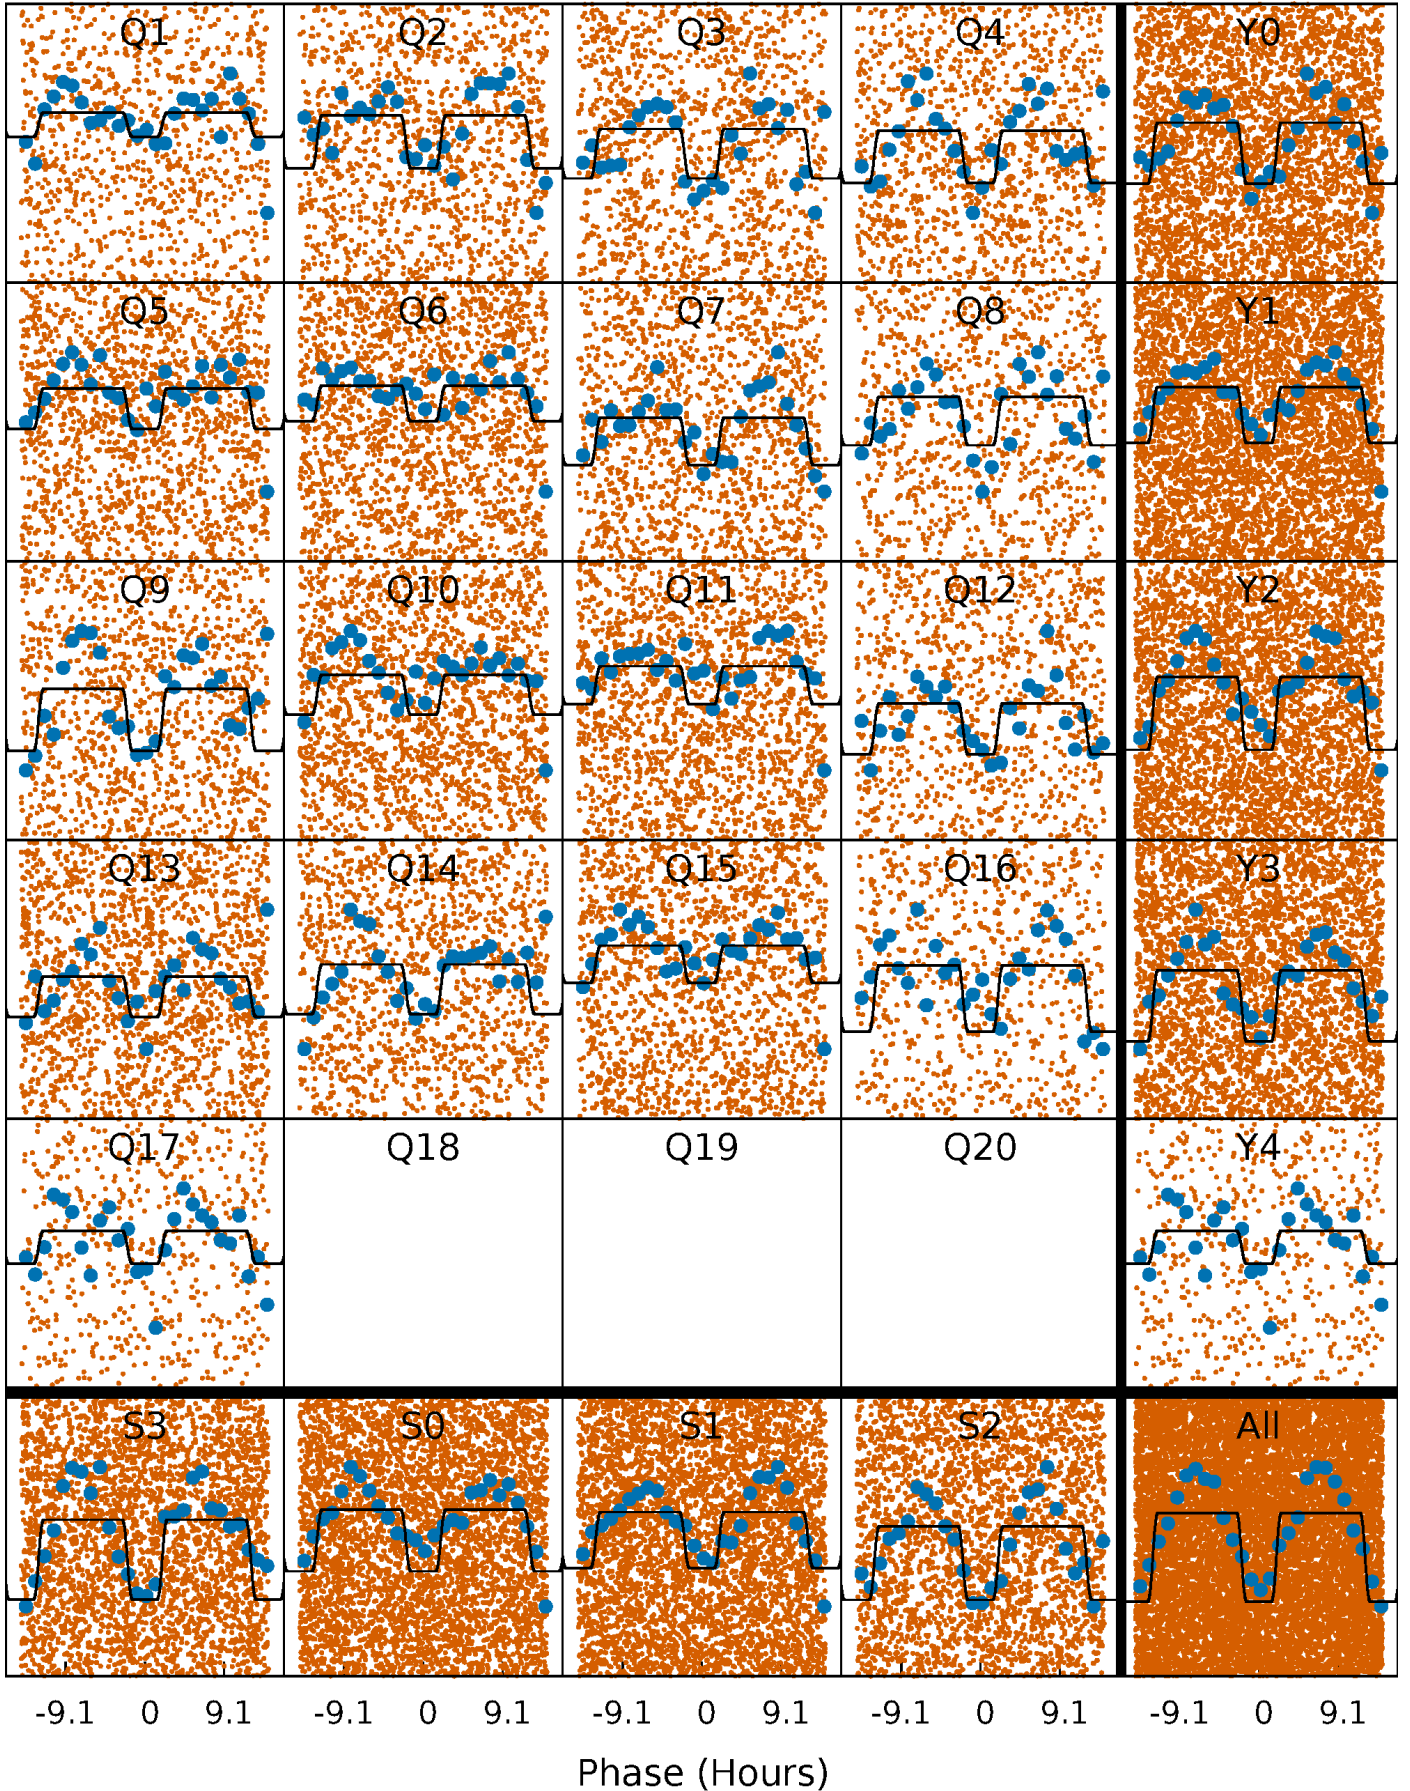 Q1 Q2 Q3 Q4 Y0
Q5 Q6 Q7 Q8 Y1
Q9 Q10 Q11 Q12 Y2
Q13 Q14 Q15 Q16 Y3
Q17 Q18 Q19 Q20 Y4
S3 S0 S1 S2 All
-9.1 0 9.1 -9.1 0 9.1 -9.1 0 9.1 -9.1 0 9.1 -9.1 0 9.1
Phase (Hours)